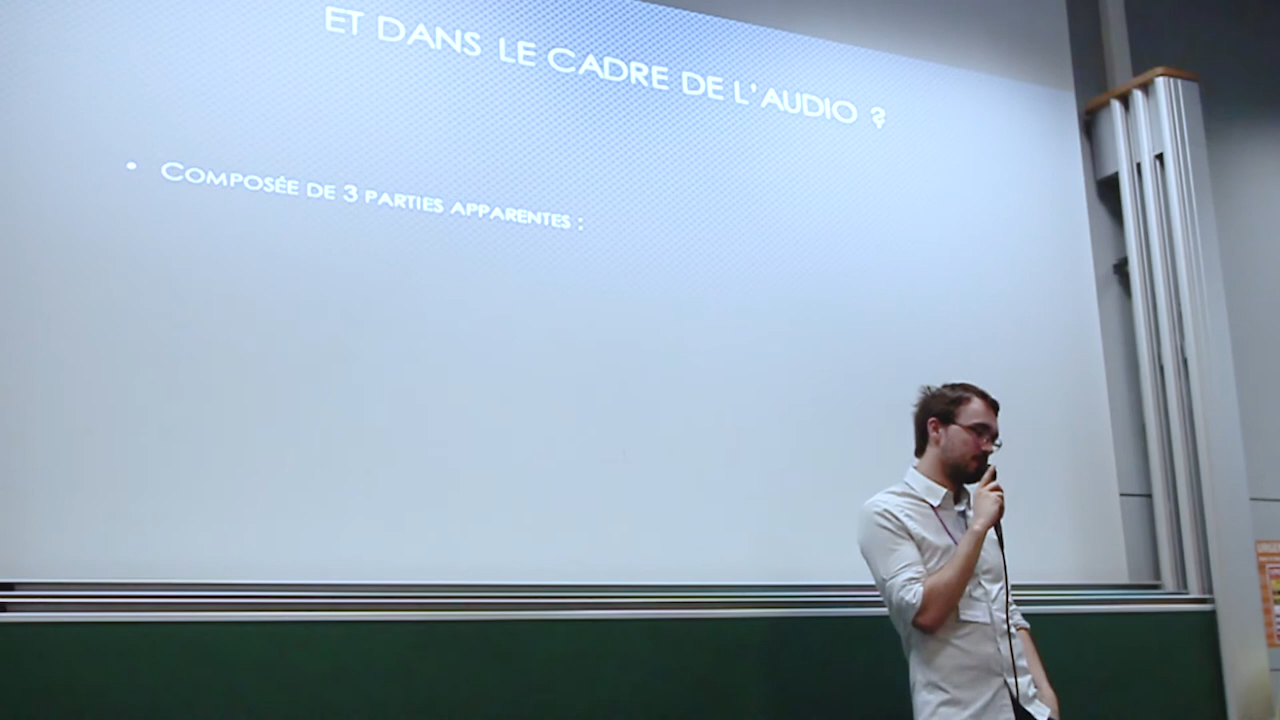 ET DANS LE CADRE DE L'AUDIO ?
• COMPOSÉE DE 3 PARTIES APPARENTES :